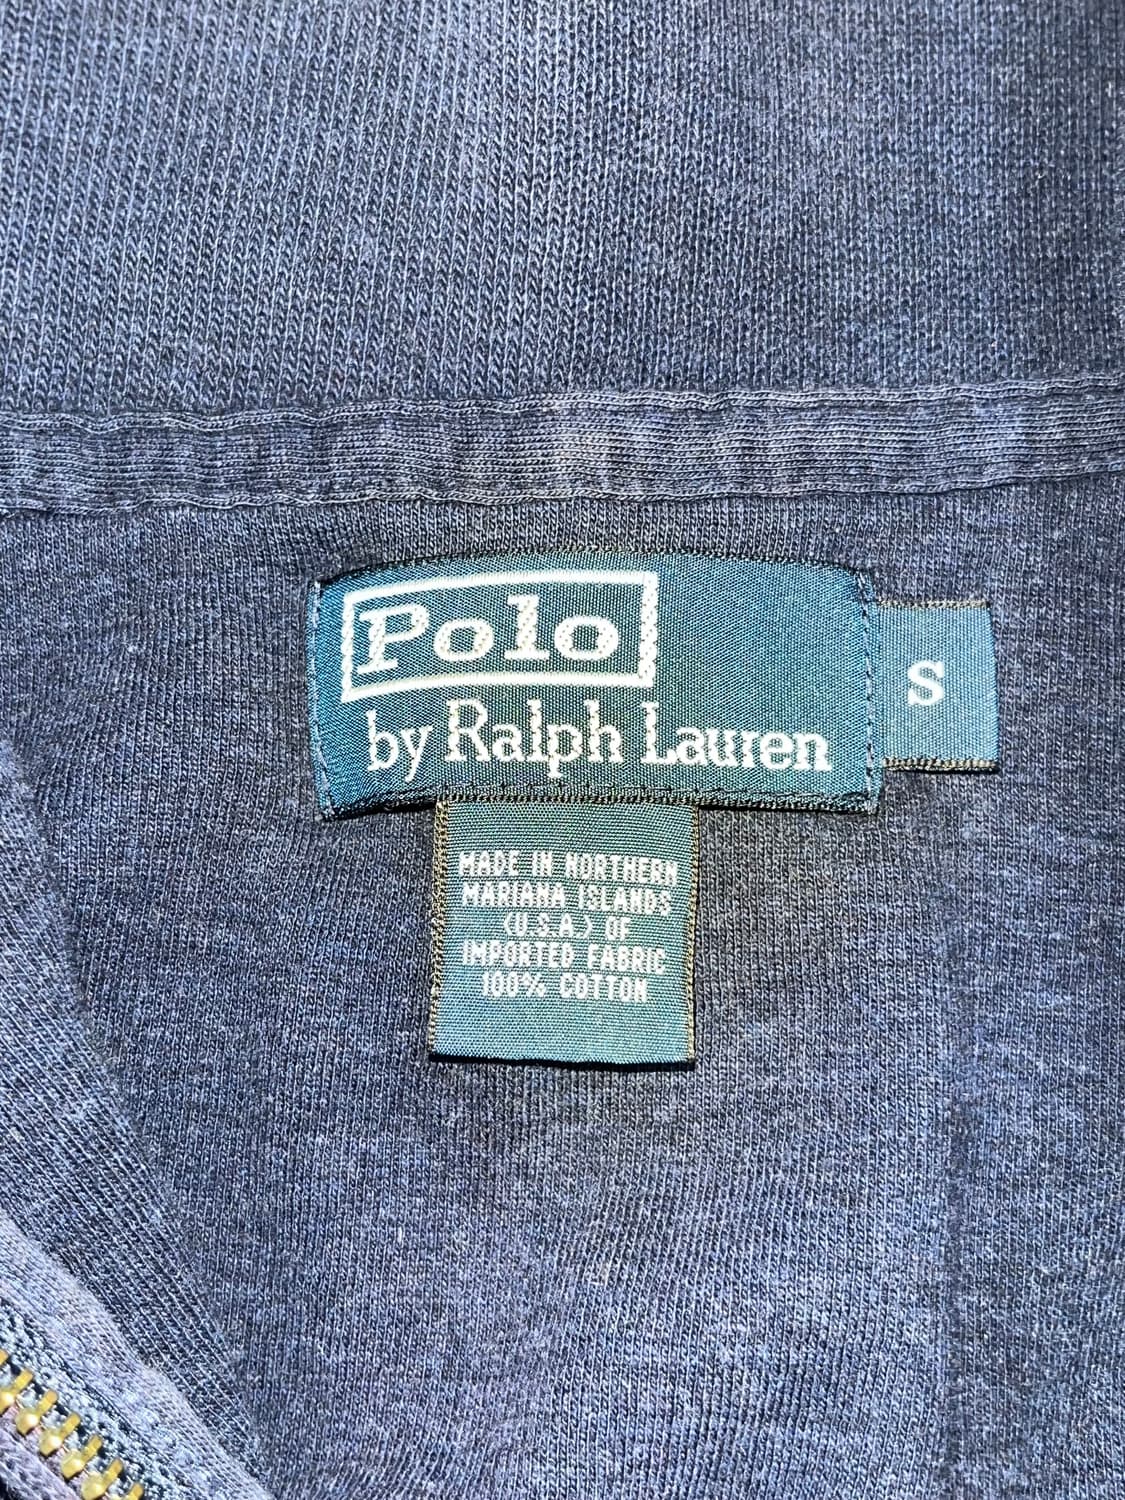 Polo
by Ralph Lauren
S
MADE IN NORTHERN
MARIANA ISLANDS
(U.S.A.) OF
IMPORTED FABRIC
100% COTTON